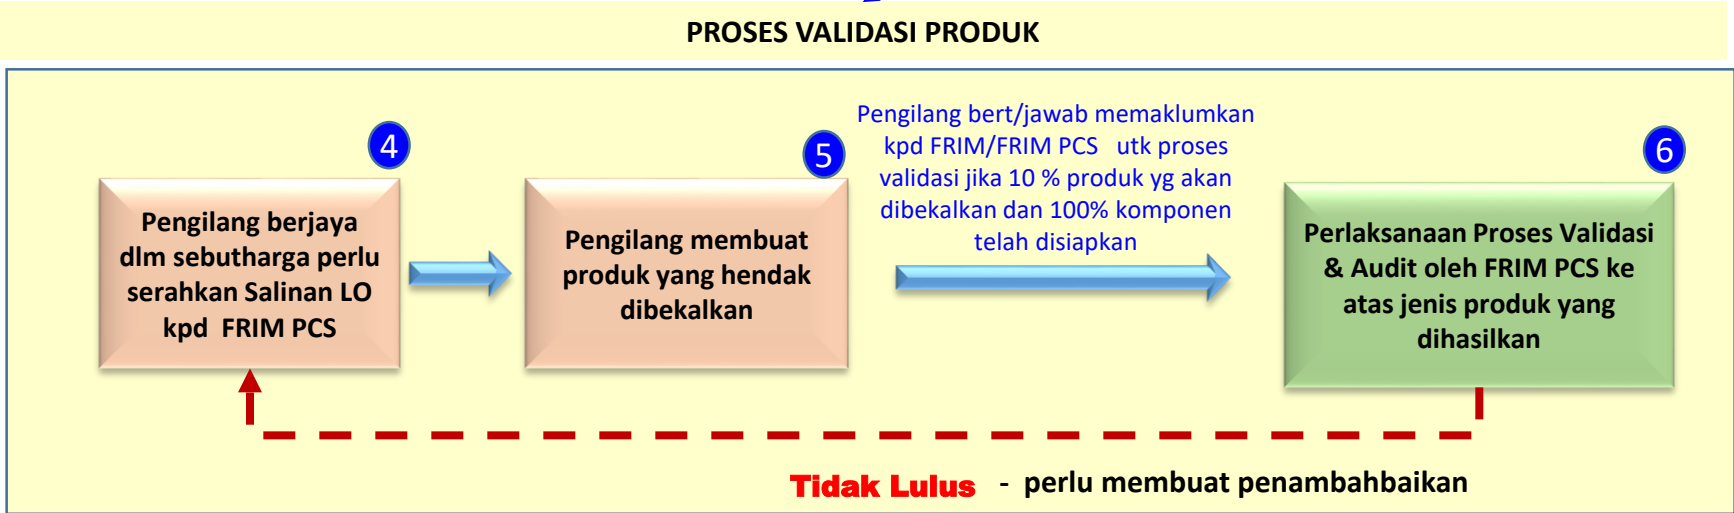 PROSES VALIDASI PRODUK
4
Pengilang berjaya
dlm sebutharga perlu
serahkan Salinan LO
kpd FRIM PCS
5
Pengilang membuat
produk yang hendak
dibekalkan
Pengilang bert/jawab memaklumkan
kpd FRIM/FRIM PCS utk proses
validasi jika 10 % produk yg akan
dibekalkan dan 100% komponen
telah disiapkan
6
Perlaksanaan Proses Validasi
& Audit oleh FRIM PCS ke
atas jenis produk yang
dihasilkan
Tidak Lulus - perlu membuat penambahbaikan